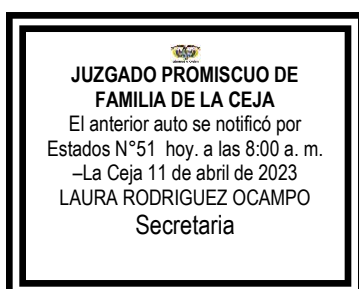 JUZGADO PROMISCUO DE
FAMILIA DE LA CEJA
El anterior auto se notificó por
Estados N°51 hoy. a las 8:00 a. m.
–La Ceja 11 de abril de 2023
LAURA RODRIGUEZ OCAMPO
Secretaria